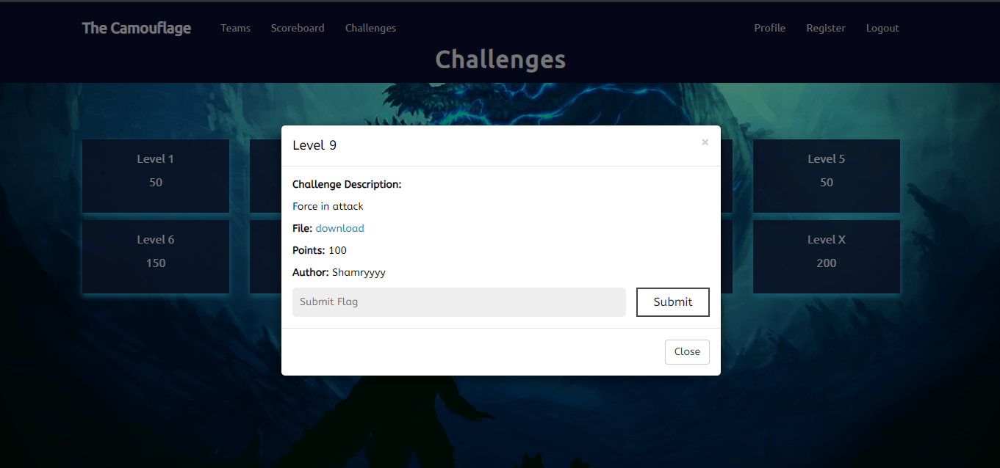 The Camouflage Teams Scoreboard Challenges Profile Register Logout
Challenges
Level 9 ×
Challenge Description:
Force in attack
File: download
Points: 100
Author: Shamryyyy
Submit Flag Submit
Close
Level 1
50
Level 5
50
Level 6
150
Level X
200